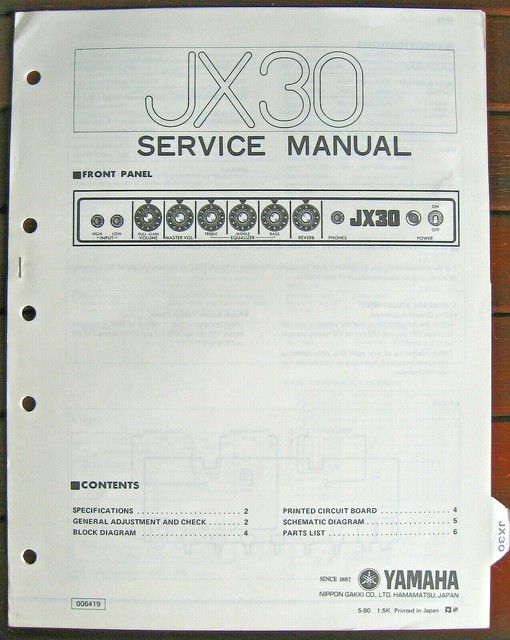 JX30
SERVICE MANUAL
■FRONT PANEL
HIGH LOW
INPUT
PULL-GAIN
VOLUME
MASTER VOL.
TREBLE MIDDLE BASS
EQUALIZER
REVERB
PHONES
JX30
ON
OFF
POWER
■CONTENTS
SPECIFICATIONS . . . . . . . . . . . . . . . . . . . . 2
GENERAL ADJUSTMENT AND CHECK . . . . . . . 2
BLOCK DIAGRAM . . . . . . . . . . . . . . . . . . . . 4
PRINTED CIRCUIT BOARD . . . . . . . . . . . . . . 4
SCHEMATIC DIAGRAM . . . . . . . . . . . . . . . . . 5
PARTS LIST . . . . . . . . . . . . . . . . . . . . . . . . 6
JX30
SINCE 1887 YAMAHA
NIPPON GAKKI CO., LTD. HAMAMATSU, JAPAN
006419
5-80 1.5K Printed in Japan